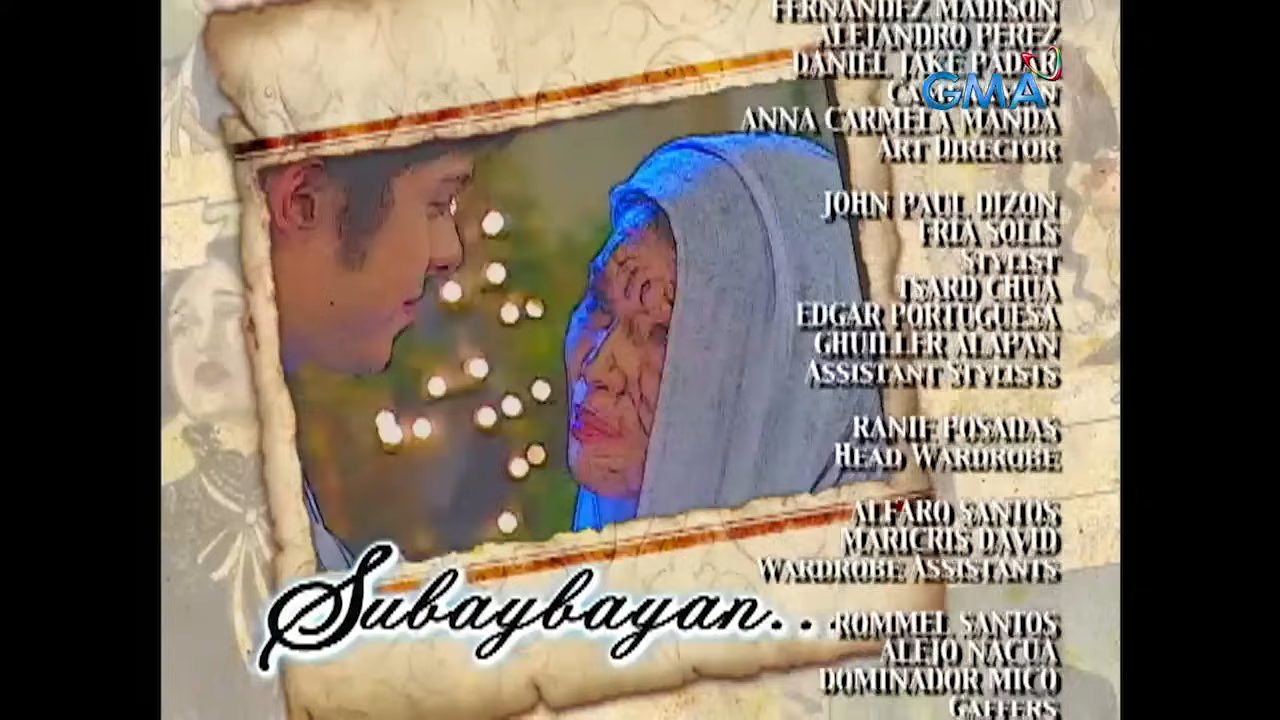 FERNANDEZ MADISON
ALEJANDRO PEREZ
DANIEL JAKE PADAR
GMA
ANNA CARMELA MANDA
ART DIRECTOR
JOHN PAUL DIZON
FRIA SOLIS
STYLIST
TSARD CHUA
EDGAR PORTUGUESA
GHUILLER ALAPAN
ASSISTANT STYLISTS
RANIE POSADAS
HEAD WARDROBE
ALFARO SANTOS
MARICRIS DAVID
WARDROBE ASSISTANTS
Subaybayan...
ROMMEL SANTOS
ALEJO NACUA
DOMINADOR MICO
GAFFERS